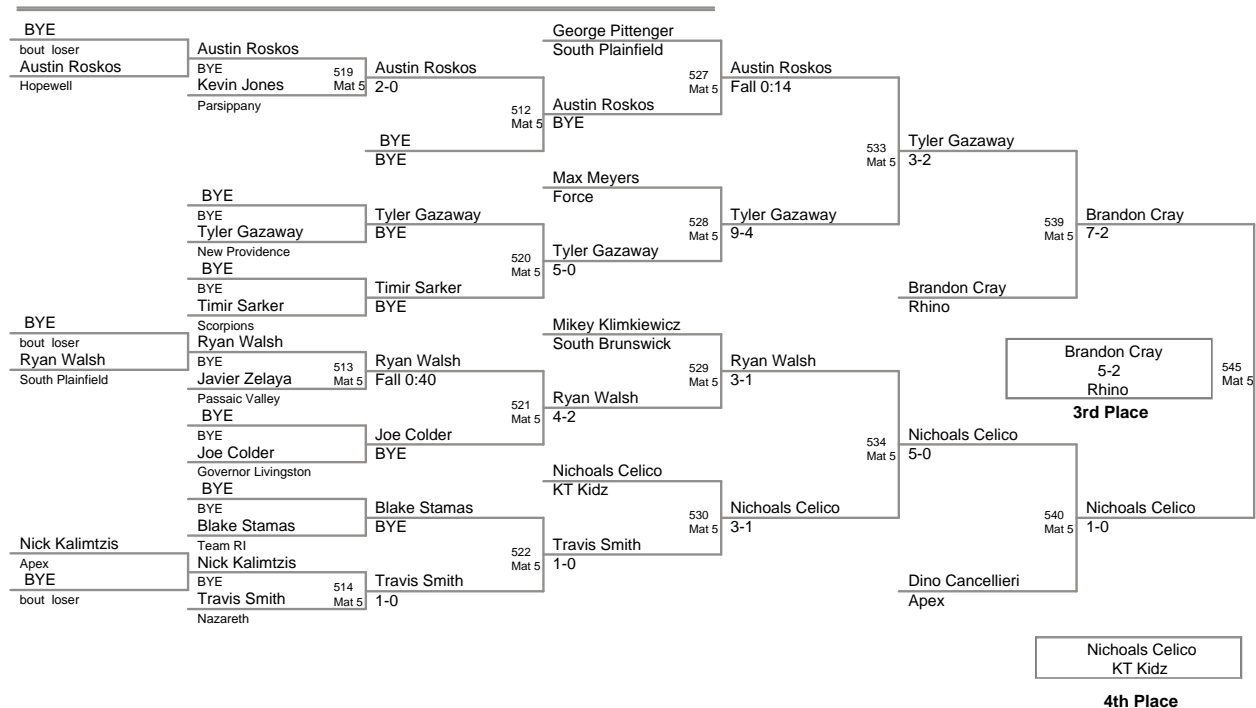 BYE
bout loser
Austin Roskos
Hopewell
Austin Roskos
BYE
Kevin Jones
Parsippany
519
Mat 5
Austin Roskos
2-0
BYE
BYE
512
Mat 5
George Pittenger
South Plainfield
Austin Roskos
BYE
527
Mat 5
Austin Roskos
Fall 0:14
BYE
BYE
Tyler Gazaway
New Providence
Tyler Gazaway
BYE
BYE
BYE
Timir Sarker
Scorpions
Timir Sarker
BYE
520
Mat 5
Max Meyers
Force
Tyler Gazaway
5-0
528
Mat 5
Tyler Gazaway
9-4
533
Mat 5
Tyler Gazaway
3-2
Brandon Cray
Rhino
539
Mat 5
Brandon Cray
7-2
BYE
bout loser
Ryan Walsh
South Plainfield
Ryan Walsh
BYE
Javier Zelaya
Passaic Valley
513
Mat 5
Ryan Walsh
Fall 0:40
BYE
BYE
Joe Colder
Governor Livingston
Joe Colder
BYE
521
Mat 5
Mikey Klimkiewicz
South Brunswick
Ryan Walsh
4-2
529
Mat 5
Ryan Walsh
3-1
BYE
BYE
Blake Stamas
Team RI
Blake Stamas
BYE
Nick Kalimtzis
Apex
BYE
bout loser
Nick Kalimtzis
BYE
Travis Smith
Nazareth
514
Mat 5
Travis Smith
1-0
522
Mat 5
Nichoals Celico
KT Kidz
Travis Smith
1-0
530
Mat 5
Nichoals Celico
3-1
534
Mat 5
Nichoals Celico
5-0
Dino Cancellieri
Apex
540
Mat 5
Nichoals Celico
1-0
545
Mat 5
Brandon Cray
5-2
Rhino
3rd Place
Nichoals Celico
KT Kidz
4th Place